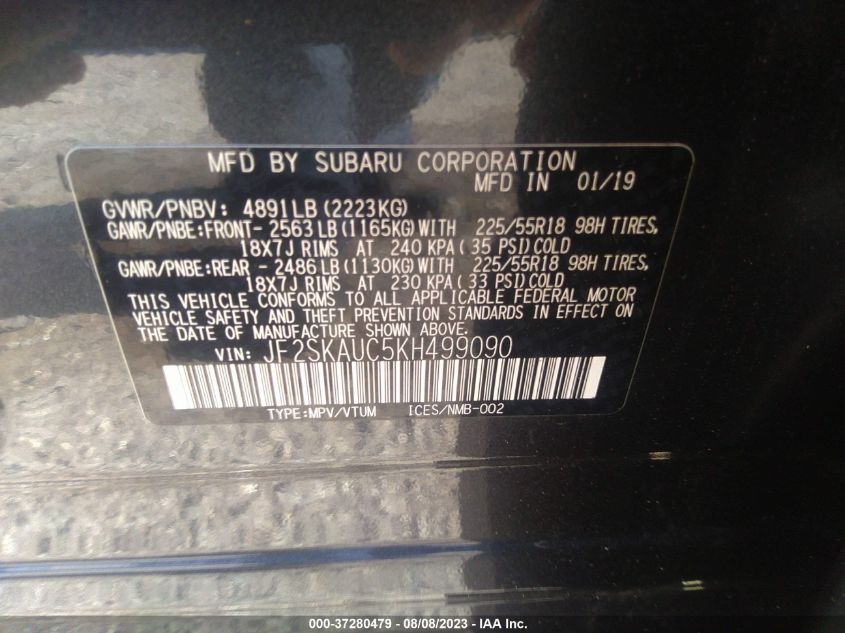 MFD BY SUBARU CORPORATION
MFD IN 01/19
GVWR/PNBV: 4891LB (2223KG)
GAWR/PNBE:FRONT- 2563 LB (1165KG) WITH 225/55R18 98H TIRES,
18X7J RIMS AT 240 KPA ( 35 PSI) COLD
GAWR/PNBE:REAR - 2486 LB (1130KG) WITH 225/55R18 98H TIRES,
18X7J RIMS AT 230 KPA ( 33 PSI) COLD
THIS VEHICLE CONFORMS TO ALL APPLICABLE FEDERAL MOTOR
VEHICLE SAFETY AND THEFT PREVENTION STANDARDS IN EFFECT ON
THE DATE OF MANUFACTURE SHOWN ABOVE.
VIN: JF2SKAUC5KH499090
TYPE:MPV/VTUM ICES/NMB-002
000-37280479 - 08/08/2023 - IAA Inc.